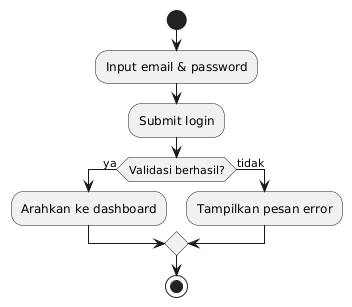 Input email & password
Submit login
Validasi berhasil?
ya
tidak
Arahkan ke dashboard
Tampilkan pesan error